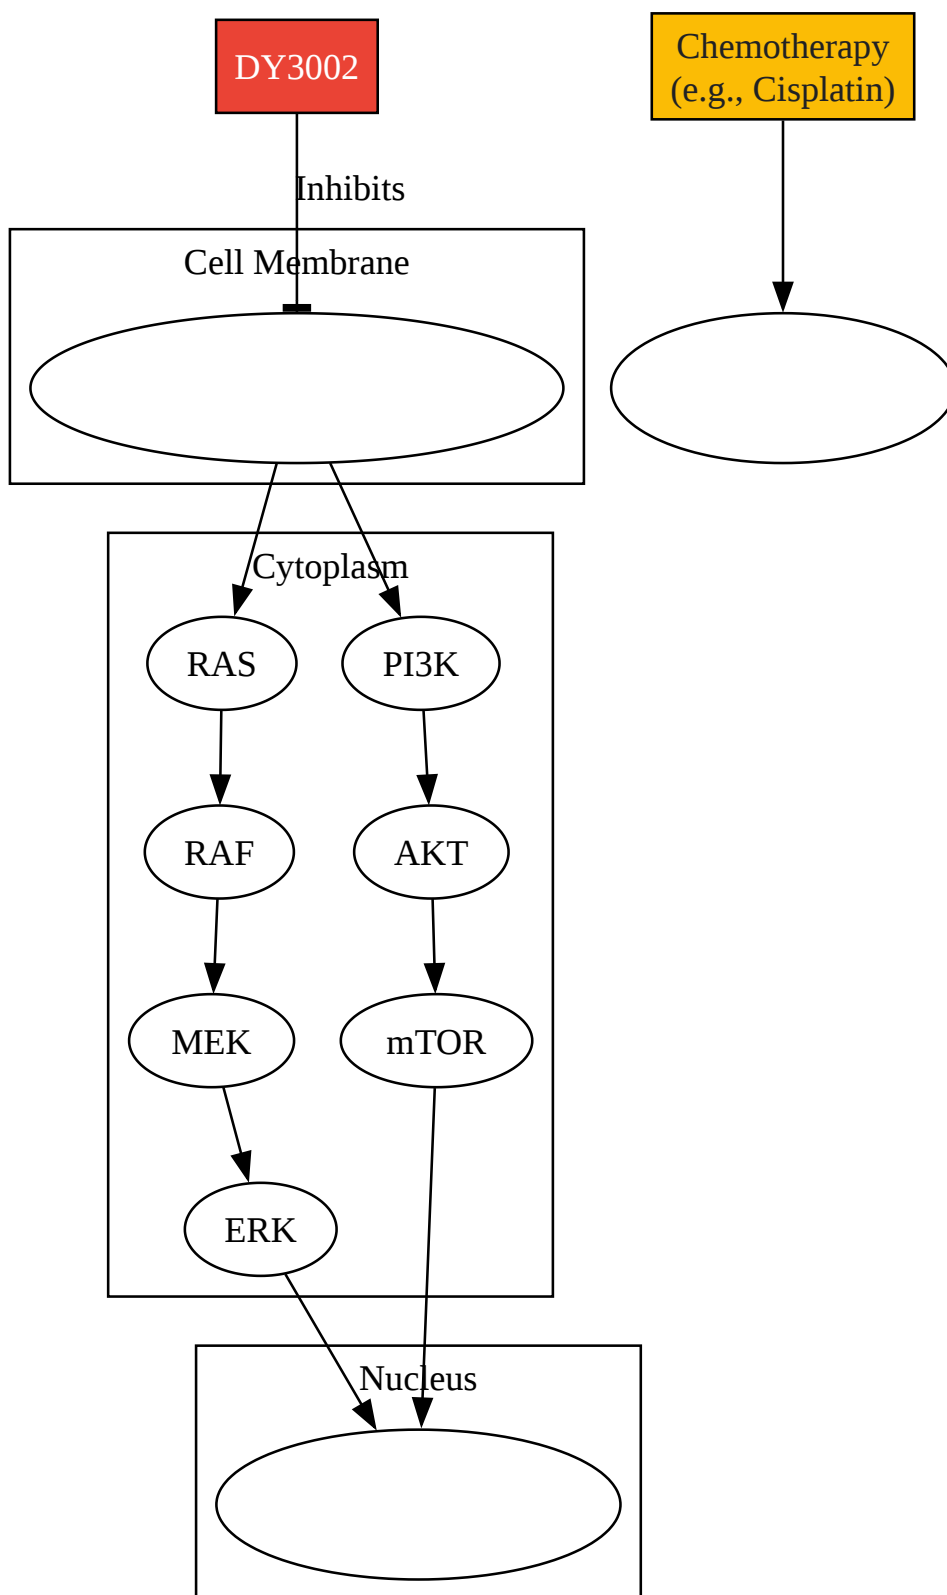 DY3002
Chemotherapy
(e.g., Cisplatin)
Inhibits
Cell Membrane
Cytoplasm
RAS
PI3K
RAF
AKT
MEK
mTOR
ERK
Nucleus